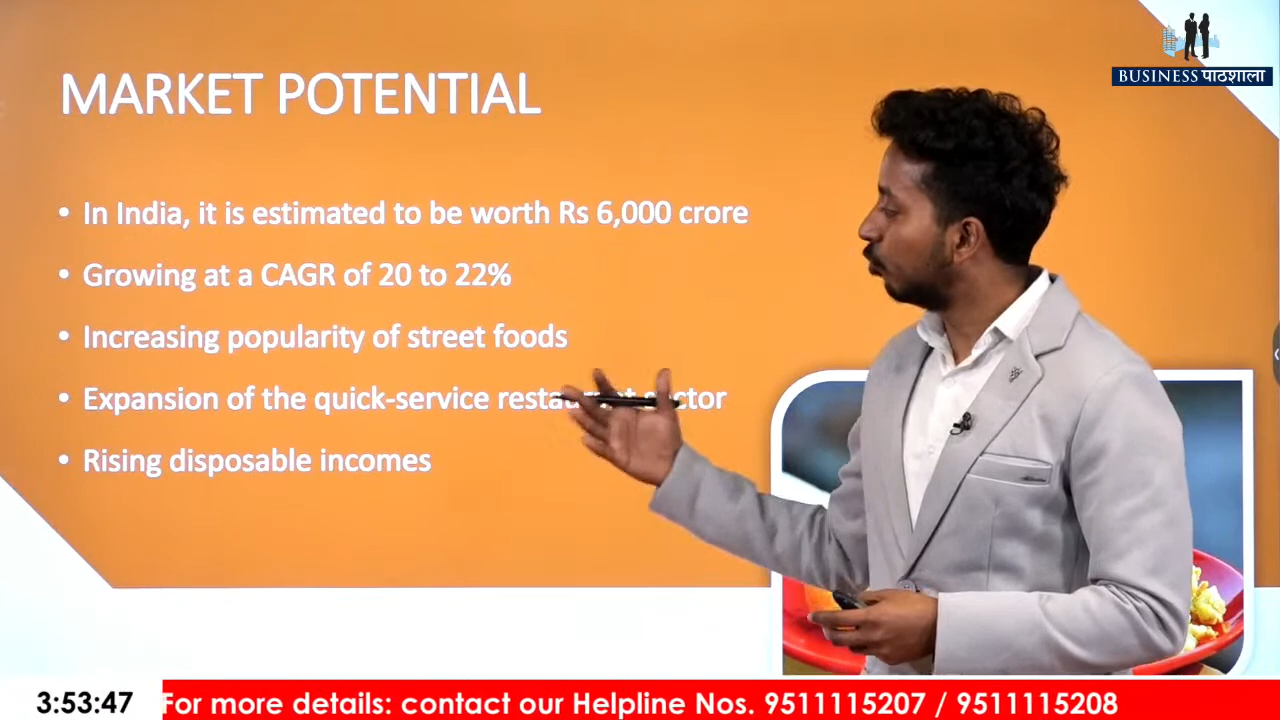 MARKET POTENTIAL
BUSINESS पाठशाला
• In India, it is estimated to be worth Rs 6,000 crore
• Growing at a CAGR of 20 to 22%
• Increasing popularity of street foods
• Expansion of the quick-service restaurant sector
• Rising disposable incomes
3:53:47 For more details: contact our Helpline Nos. 9511115207 / 9511115208